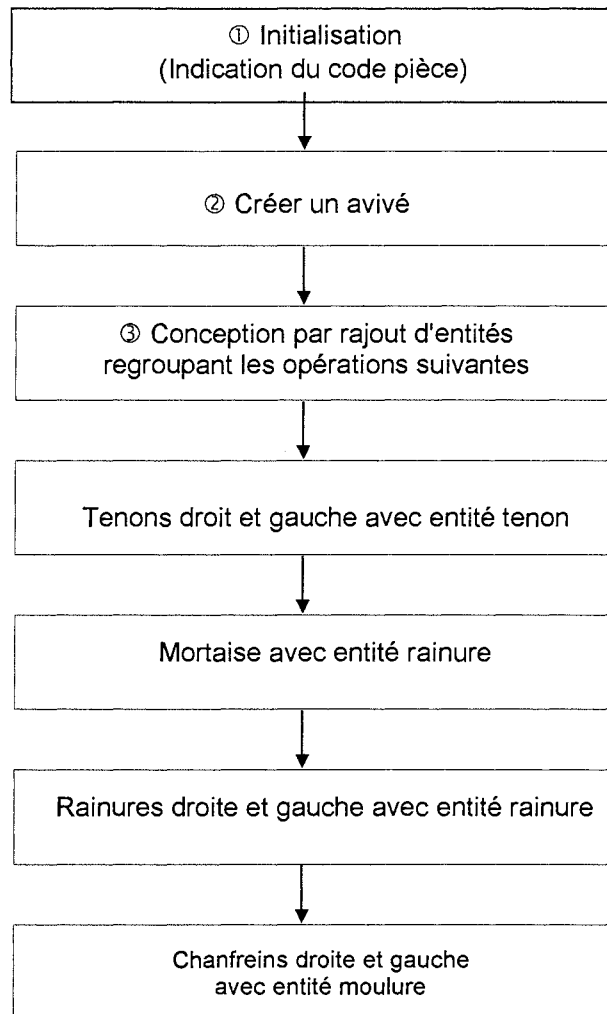 ① Initialisation
(Indication du code pièce)
② Créer un avivé
③ Conception par rajout d'entités
regroupant les opérations suivantes
Tenons droit et gauche avec entité tenon
Mortaise avec entité rainure
Rainures droite et gauche avec entité rainure
Chanfreins droite et gauche
avec entité moulure